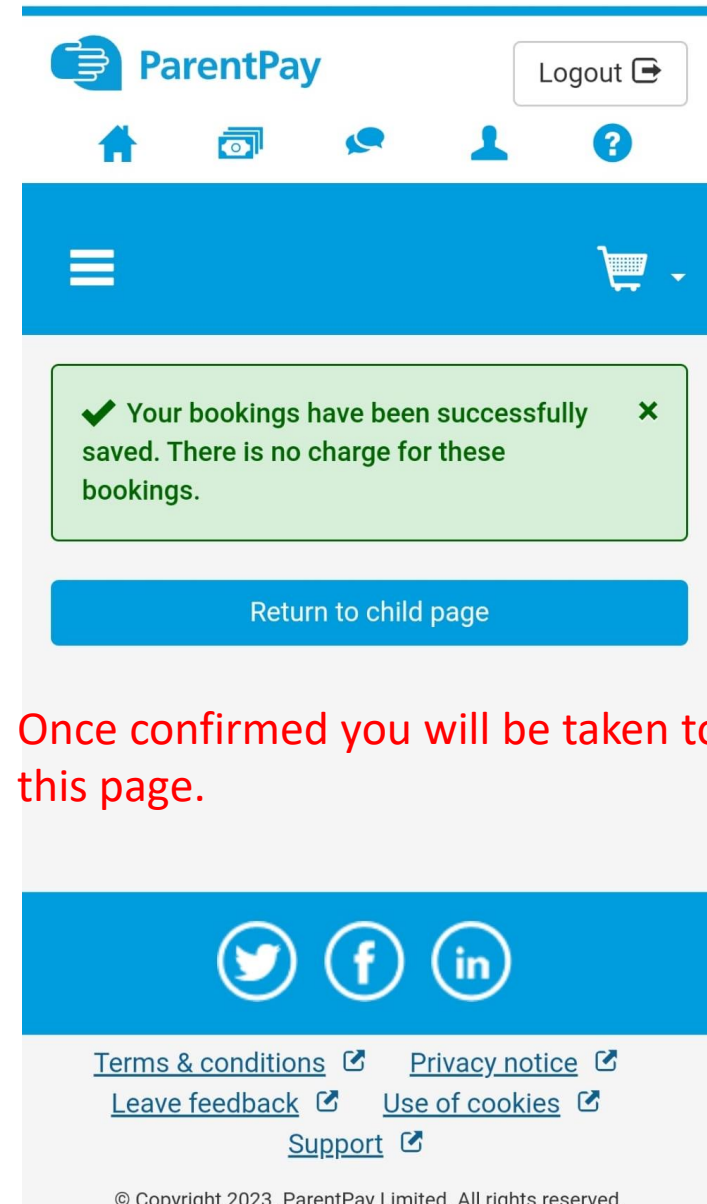 ParentPay
Logout
Your bookings have been successfully
saved. There is no charge for these
bookings.
Return to child page
Once confirmed you will be taken to
this page.
Terms & conditions Privacy notice
Leave feedback Use of cookies
Support
© Copyright 2023. ParentPay Limited. All rights reserved